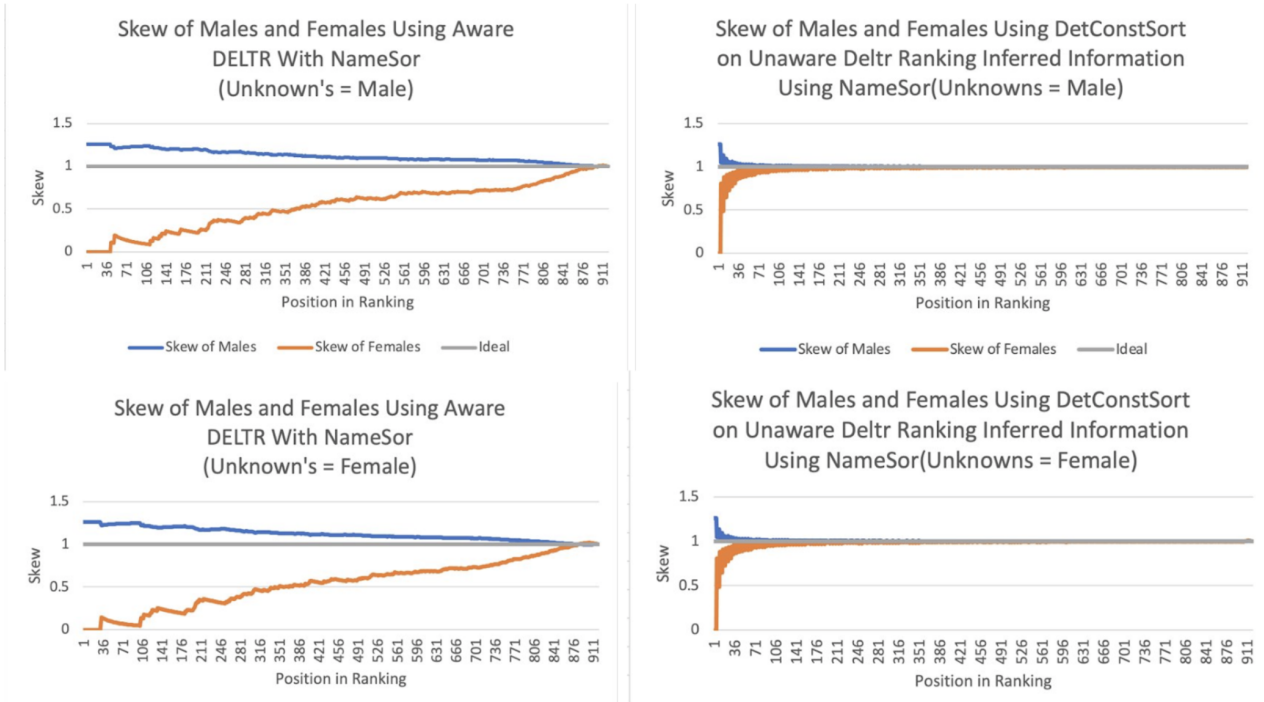 Skew of Males and Females Using Aware
DELTR With NameSor
(Unknown's = Male)
1.5
1
0.5
0
Skew
1 36 71 106 141 176 211 246 281 316 351 386 421 456 491 526 561 596 631 666 701 736 771 806 841 876 911
Position in Ranking
Skew of Males Skew of Females Ideal
Skew of Males and Females Using DetConstSort
on Unaware Deltr Ranking Inferred Information
Using NameSor(Unknowns = Male)
1.5
1
0.5
0
Skew
1 36 71 106 141 176 211 246 281 316 351 386 421 456 491 526 561 596 631 666 701 736 771 806 841 876 911
Position in Ranking
Skew of Males Skew of Females Ideal
Skew of Males and Females Using Aware
DELTR With NameSor
(Unknown's = Female)
1.5
1
0.5
0
Skew
1 36 71 106 141 176 211 246 281 316 351 386 421 456 491 526 561 596 631 666 701 736 771 806 841 876 911
Position in Ranking
Skew of Males and Females Using DetConstSort
on Unaware Deltr Ranking Inferred Information
Using NameSor(Unknowns = Female)
1.5
1
0.5
0
Skew
1 36 71 106 141 176 211 246 281 316 351 386 421 456 491 526 561 596 631 666 701 736 771 806 841 876 911
Position in Ranking